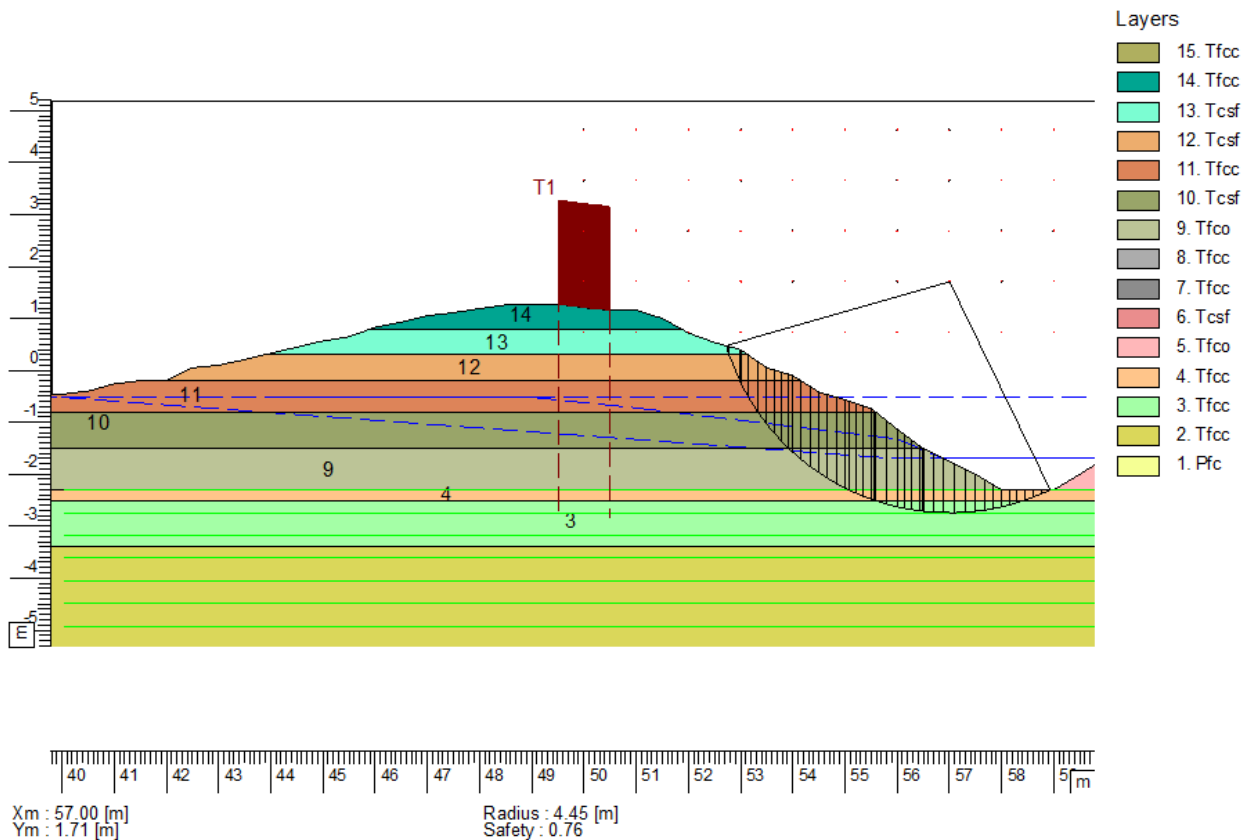 Layers
15. Tfcc
14. Tfcc
13. Tcsf
12. Tcsf
11. Tfcc
10. Tcsf
9. Tfco
8. Tfcc
7. Tfcc
6. Tcsf
5. Tfco
4. Tfcc
3. Tfcc
2. Tfcc
1. Pfc
5
4
3
2
1
0
-1
-2
-3
-4
-5
m
T1
14
13
12
11
10
9
4
3
40 41 42 43 44 45 46 47 48 49 50 51 52 53 54 55 56 57 58
m
Xm : 57.00 [m] Radius : 4.45 [m]
Ym : 1.71 [m] Safety : 0.76